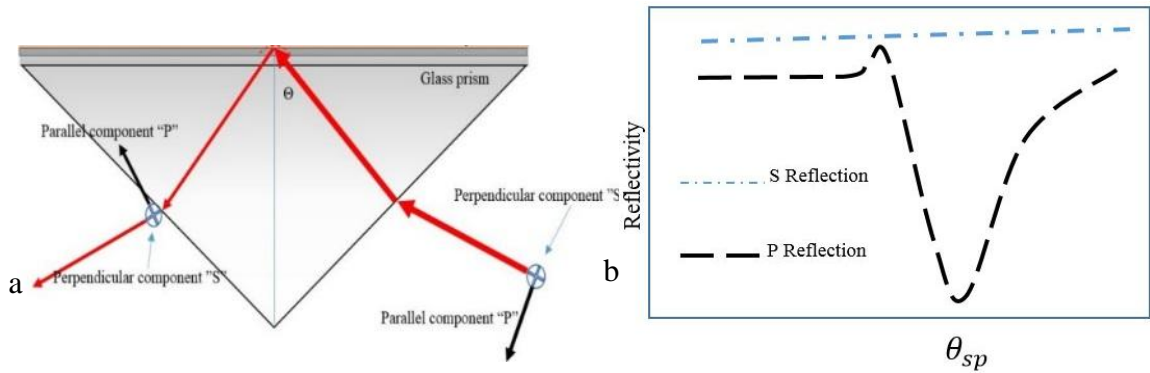 Glass prism
Θ
Parallel component “P”
Perpendicular component "S
Perpendicular component ”S”
Parallel component “P”
a
Reflectivity
S Reflection
P Reflection
b
θsp